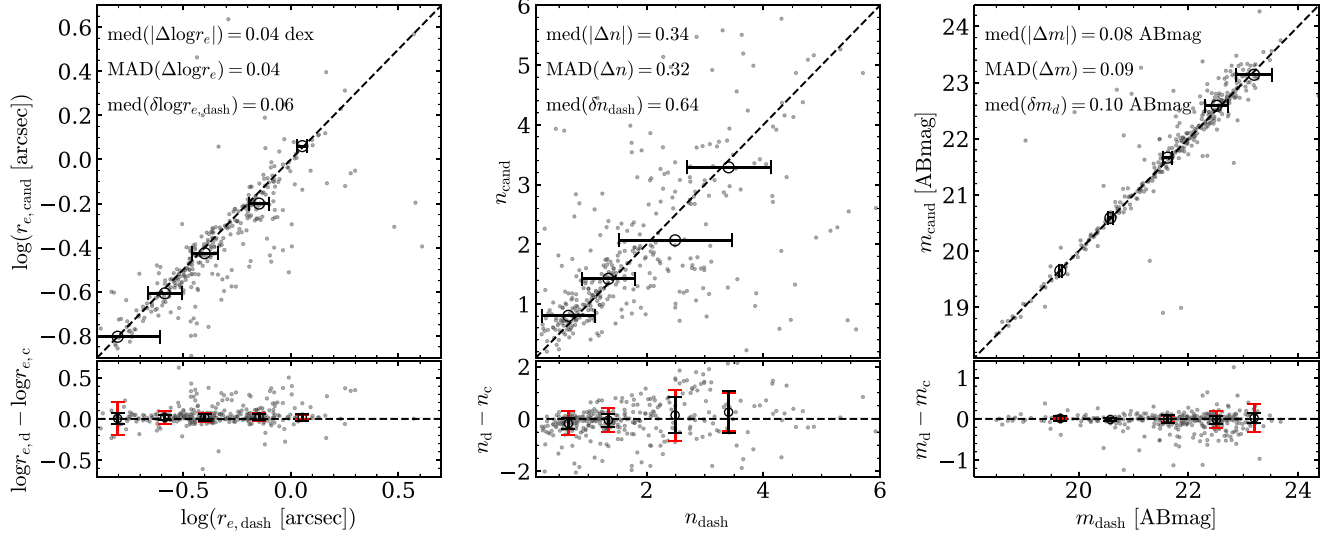 med(|Δlogr_e|) = 0.04 dex
MAD(Δlogr_e) = 0.04
med(δlogr_e,dash) = 0.06
0.6
0.4
0.2
0.0
−0.2
−0.4
−0.6
−0.8
log(r_e,cand [arcsec])
0.5
0.0
−0.5
logr_e,d − logr_e,c
−0.5
0.0
0.5
log(r_e,dash [arcsec])
med(|Δn|) = 0.34
MAD(Δn) = 0.32
med(δn_dash) = 0.64
6
5
4
3
2
1
n_cand
2
0
−2
n_d − n_c
2
4
6
n_dash
med(|Δm|) = 0.08 ABmag
MAD(Δm) = 0.09
med(δm_d) = 0.10 ABmag
24
23
22
21
20
19
m_cand [ABmag]
1
0
−1
m_d − m_c
20
22
24
m_dash [ABmag]